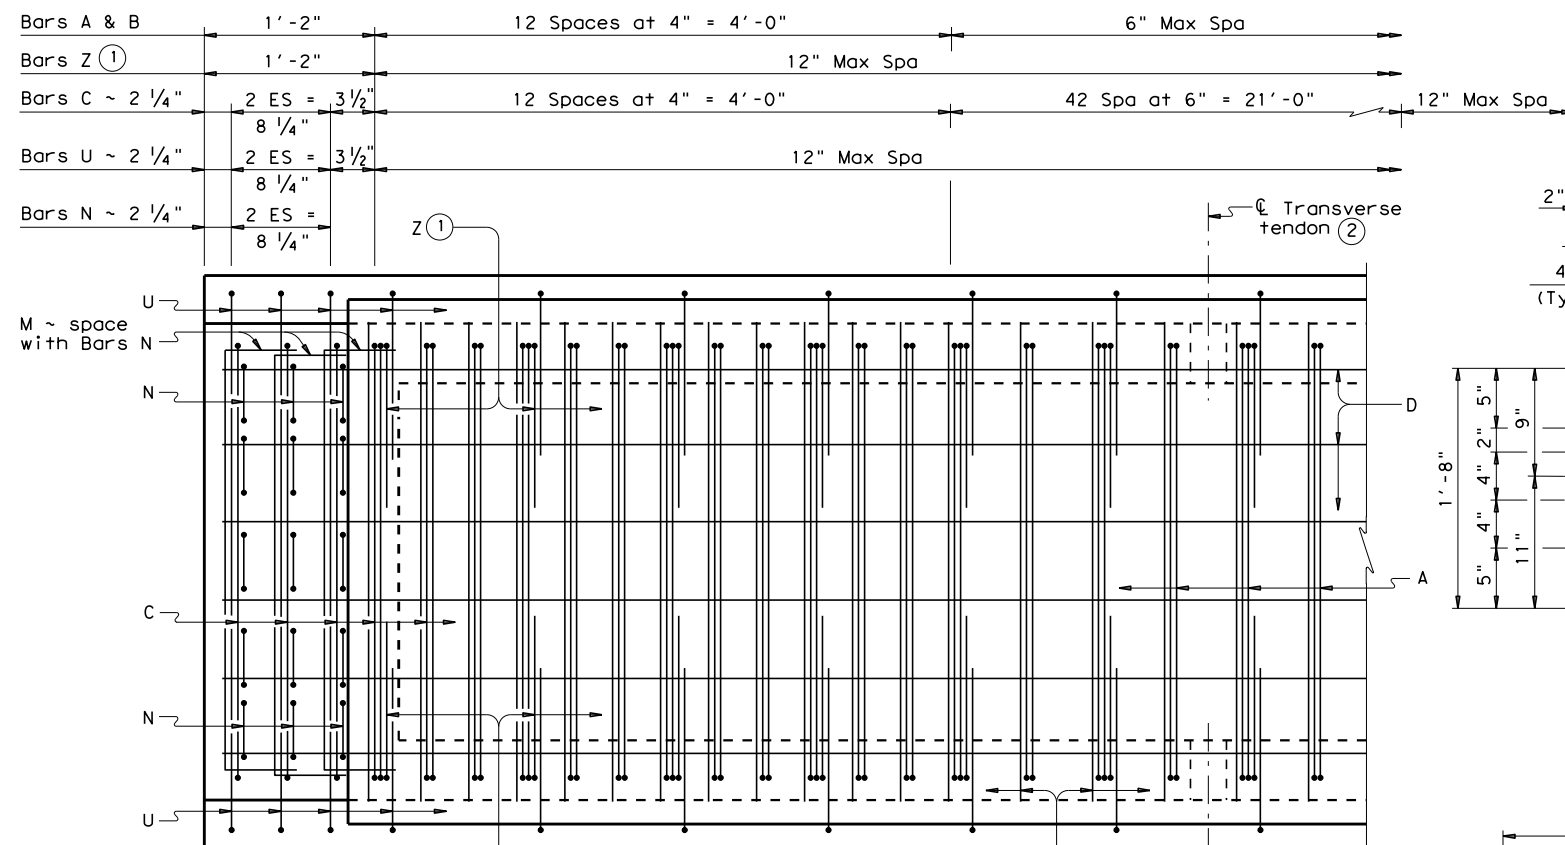 Bars A & B 1'-2" 12 Spaces at 4" = 4'-0" 6" Max Spa
Bars Z 1 1'-2" 12" Max Spa
Bars C ~ 2 1/4" 2 ES = 3 1/2" 12 Spaces at 4" = 4'-0" 42 Spa at 6" = 21'-0" 12" Max Spa
8 1/4"
Bars U ~ 2 1/4" 2 ES = 3 1/2" 12" Max Spa
8 1/4"
Bars N ~ 2 1/4" 2 ES =
8 1/4"
Z 1
℄ Transverse
tendon 2
2"
4
(Ty
U
M ~ space
with Bars N
N
C
N
U
D
A
1'-8"
5"
2"
4"
4"
5"
9"
11"